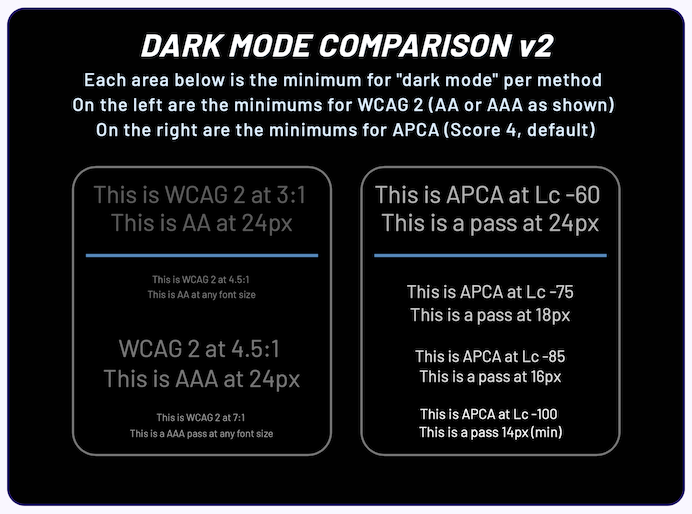 DARK MODE COMPARISON v2
Each area below is the minimum for "dark mode" per method
On the left are the minimums for WCAG 2 (AA or AAA as shown)
On the right are the minimums for APCA (Score 4, default)
This is WCAG 2 at 3:1
This is AA at 24px
This is WCAG 2 at 4.5:1
This is AA at any font size
WCAG 2 at 4.5:1
This is AAA at 24px
This is WCAG 2 at 7:1
This is a AAA pass at any font size
This is APCA at Lc -60
This is a pass at 24px
This is APCA at Lc -75
This is a pass at 18px
This is APCA at Lc -85
This is a pass at 16px
This is APCA at Lc -100
This is a pass 14px (min)